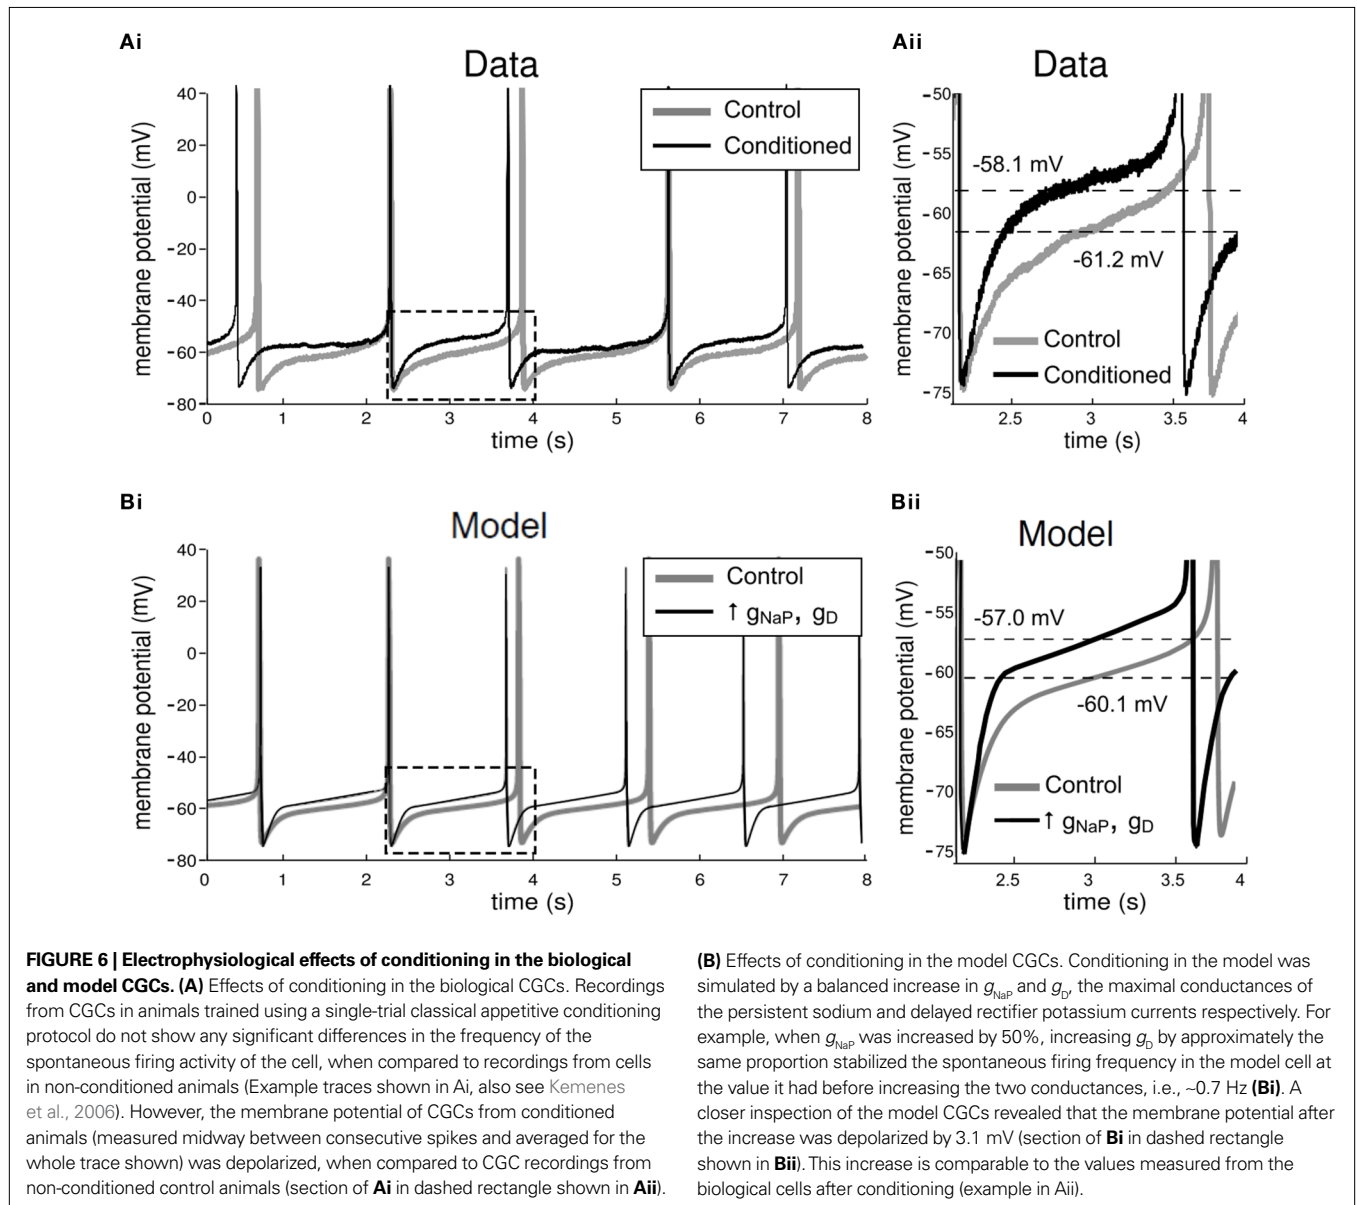 Ai
Data
40
20
0
-20
-40
-60
-80
membrane potential (mV)
Control
Conditioned
0 1 2 3 4 5 6 7 8
time (s)
Aii
Data
-50
-55
-60
-65
-70
-75
membrane potential (mV)
-58.1 mV
-61.2 mV
Control
Conditioned
2.5 3 3.5 4
time (s)
Bi
Model
40
20
0
-20
-40
-60
-80
membrane potential (mV)
Control
↑ gNaP, gD
0 1 2 3 4 5 6 7 8
time (s)
Bii
Model
-50
-55
-60
-65
-70
-75
membrane potential (mV)
-57.0 mV
-60.1 mV
Control
↑ gNaP, gD
2.5 3 3.5 4
time (s)
FIGURE 6 | Electrophysiological effects of conditioning in the biological
and model CGCs. (A) Effects of conditioning in the biological CGCs. Recordings
from CGCs in animals trained using a single-trial classical appetitive conditioning
protocol do not show any significant differences in the frequency of the
spontaneous firing activity of the cell, when compared to recordings from cells
in non-conditioned animals (Example traces shown in Ai, also see Kemenes
et al., 2006). However, the membrane potential of CGCs from conditioned
animals (measured midway between consecutive spikes and averaged for the
whole trace shown) was depolarized, when compared to CGC recordings from
non-conditioned control animals (section of Ai in dashed rectangle shown in Aii).
(B) Effects of conditioning in the model CGCs. Conditioning in the model was
simulated by a balanced increase in gNaP and gD, the maximal conductances of
the persistent sodium and delayed rectifier potassium currents respectively. For
example, when gNaP was increased by 50%, increasing gD by approximately the
same proportion stabilized the spontaneous firing frequency in the model cell at
the value it had before increasing the two conductances, i.e., ~0.7 Hz (Bi). A
closer inspection of the model CGCs revealed that the membrane potential after
the increase was depolarized by 3.1 mV (section of Bi in dashed rectangle
shown in Bii). This increase is comparable to the values measured from the
biological cells after conditioning (example in Aii).